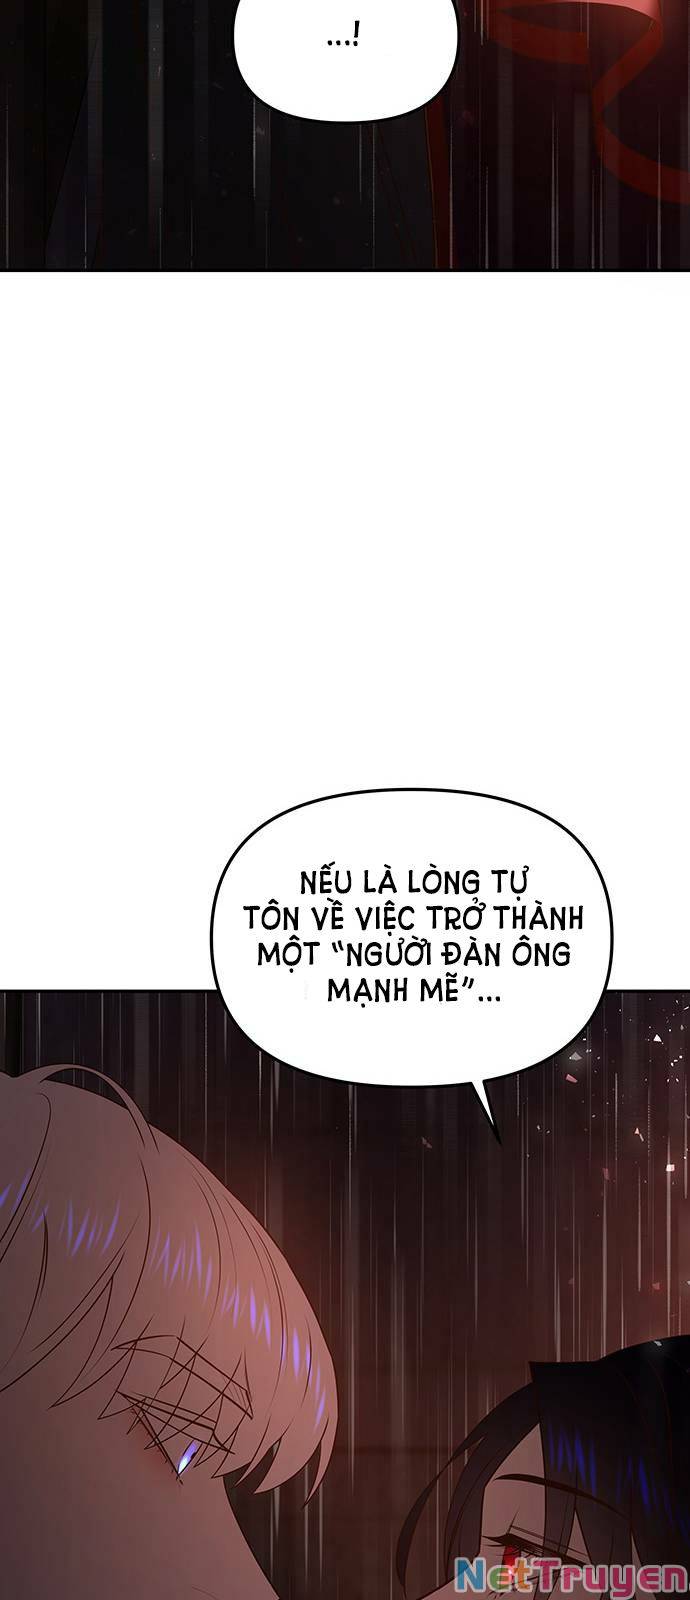 ...!
NẾU LÀ LÒNG TỰ
TÔN VỀ VIỆC TRỞ THÀNH
MỘT “NGƯỜI ĐÀN ÔNG
MẠNH MẼ”...
NetTruyen